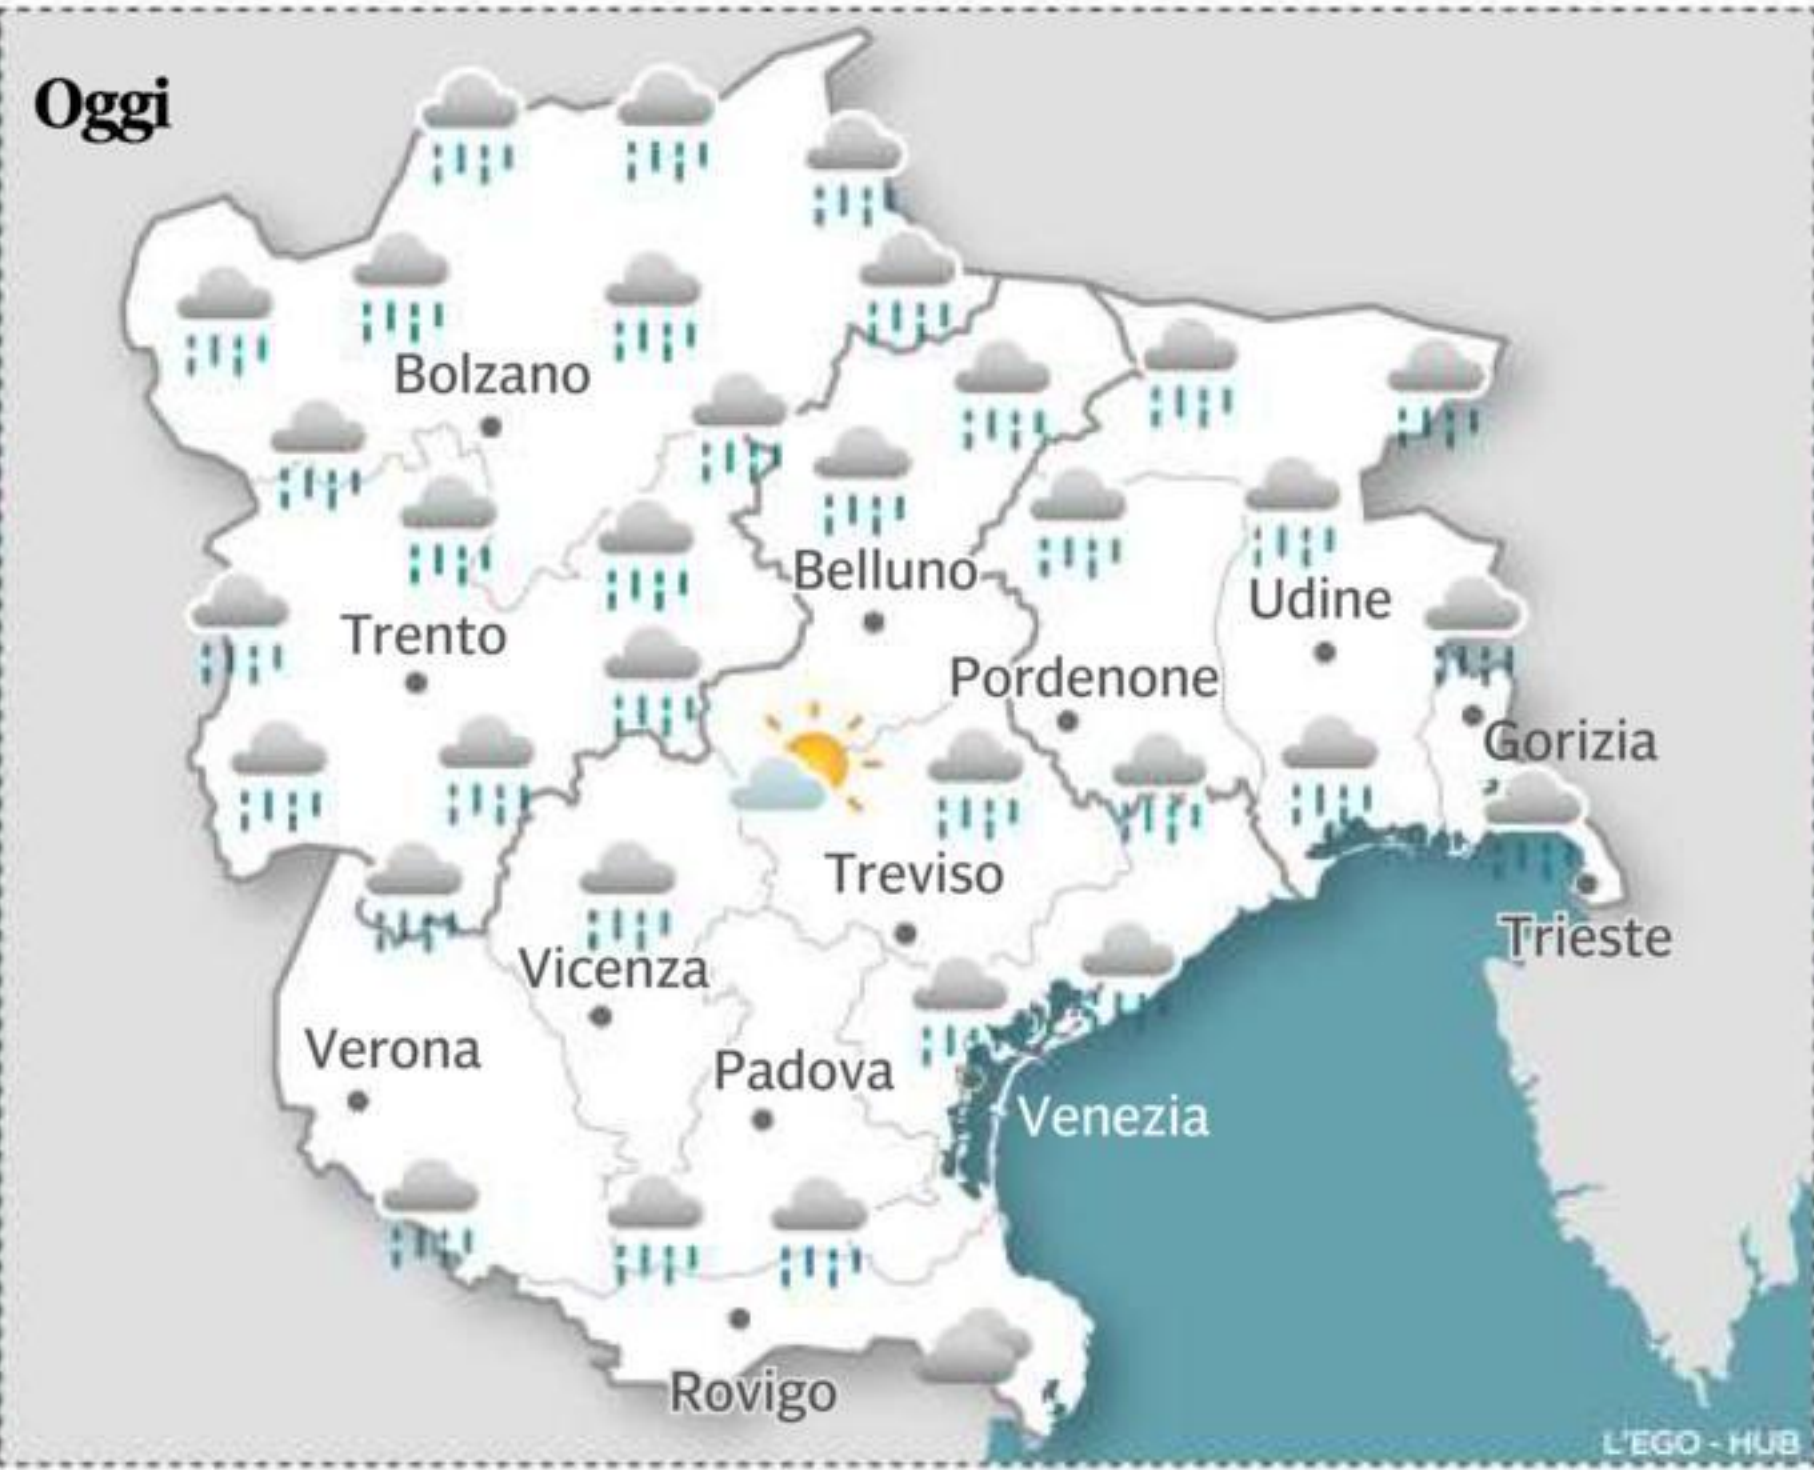 Oggi
Bolzano
Belluno
Udine
Trento
Pordenone
Gorizia
Treviso
Trieste
Vicenza
Verona
Padova
Venezia
Rovigo
L'EGO - HUB